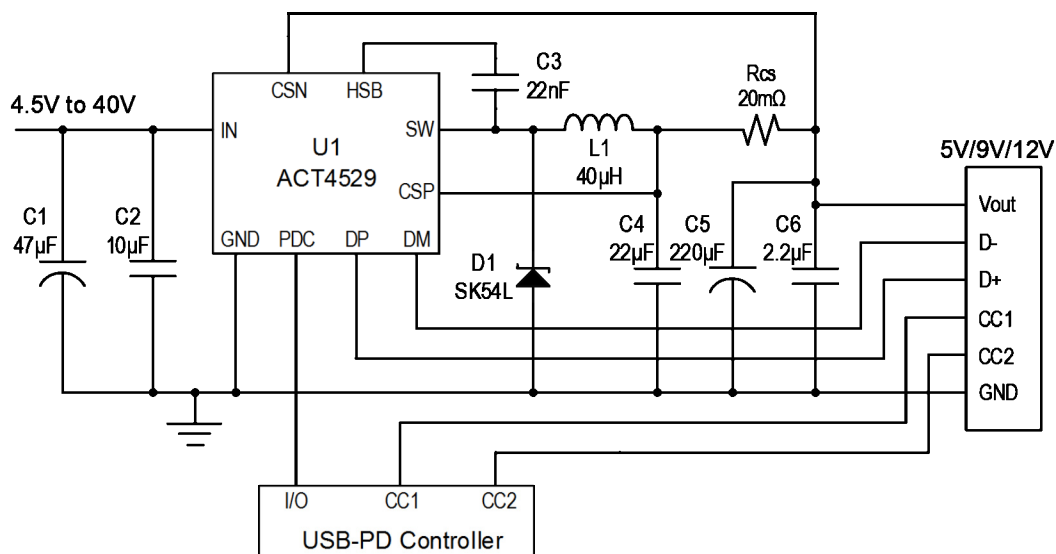 4.5V to 40V
CSN
HSB
C3
22nF
Rcs
20mΩ
IN
U1
ACT4529
SW
L1
40µH
CSP
5V/9V/12V
C1
47µF
C2
10µF
GND
PDC
DP
DM
D1
SK54L
C4
22µF
C5
220µF
C6
2.2µF
Vout
D-
D+
CC1
CC2
GND
I/O
CC1
CC2
USB-PD Controller